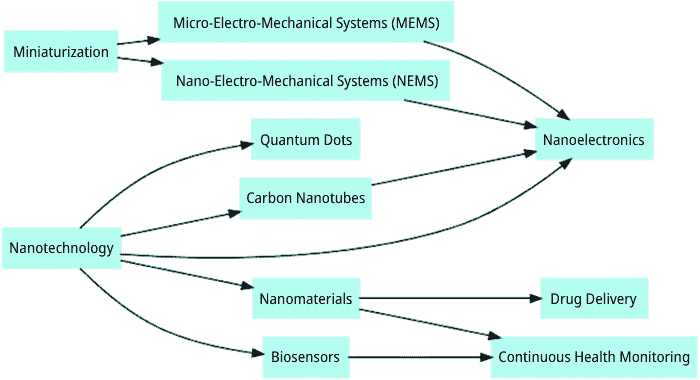 Miniaturization
Micro-Electro-Mechanical Systems (MEMS)
Nano-Electro-Mechanical Systems (NEMS)
Quantum Dots
Nanoelectronics
Carbon Nanotubes
Nanotechnology
Nanomaterials
Drug Delivery
Biosensors
Continuous Health Monitoring